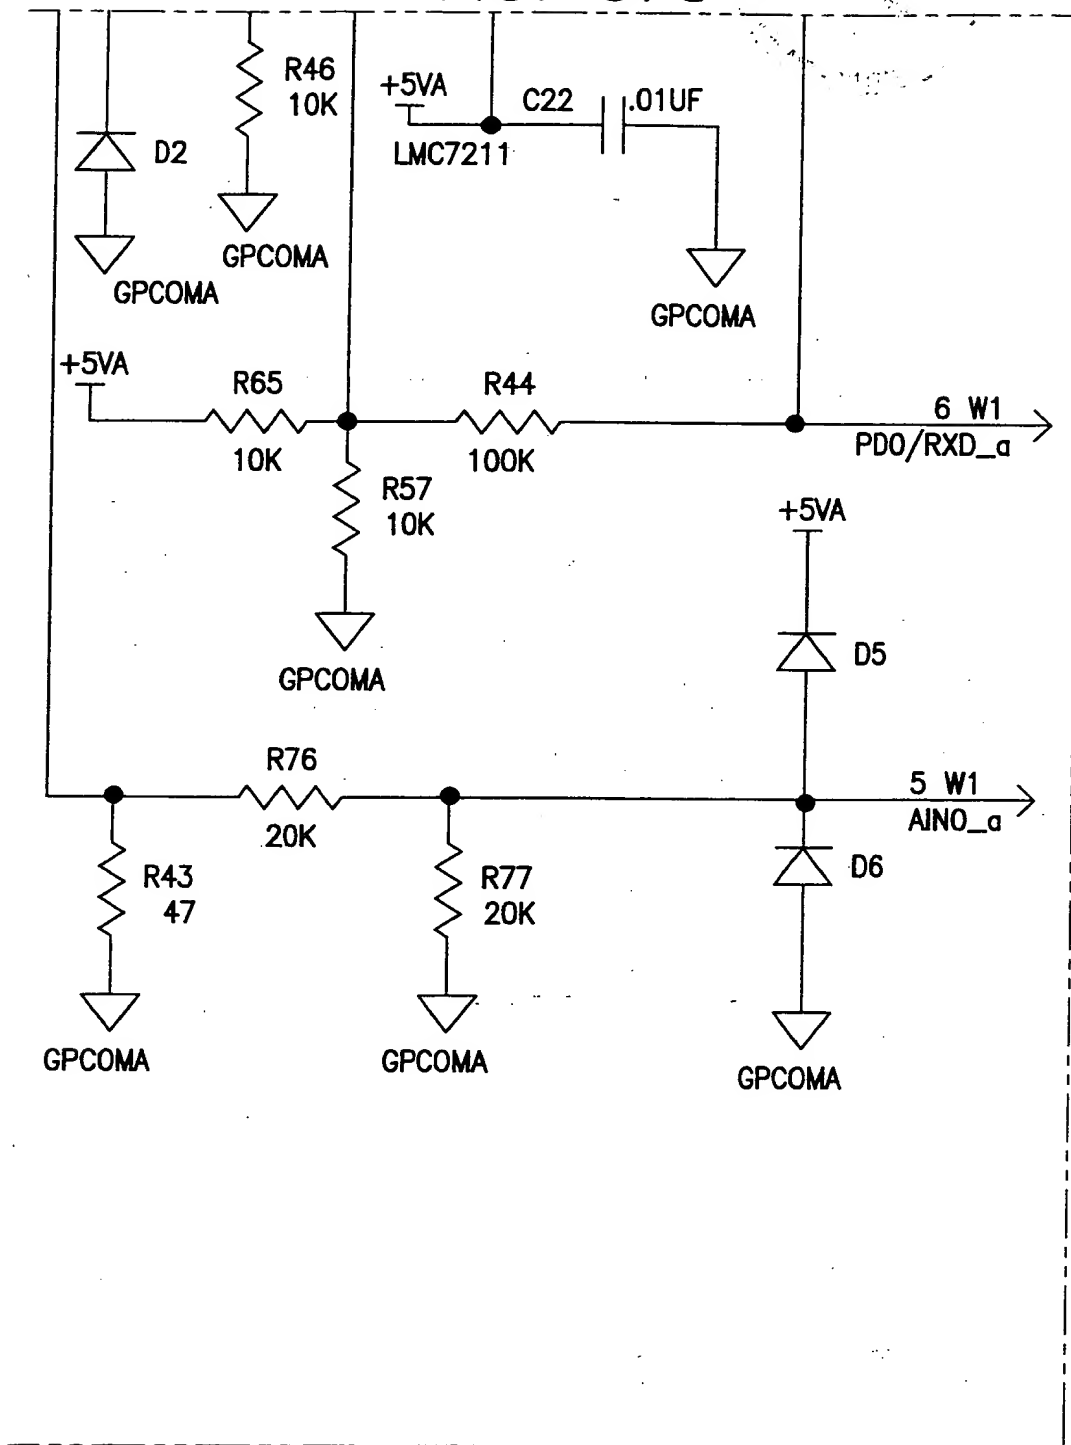 R46
10K
+5VA
C22
.01UF
LMC7211
D2
GPCOMA
GPCOMA
GPCOMA
+5VA
R65
10K
R44
100K
6 W1
PD0/RXD_a
R57
10K
+5VA
GPCOMA
D5
R76
20K
5 W1
AIN0_a
R43
47
R77
20K
D6
GPCOMA
GPCOMA
GPCOMA